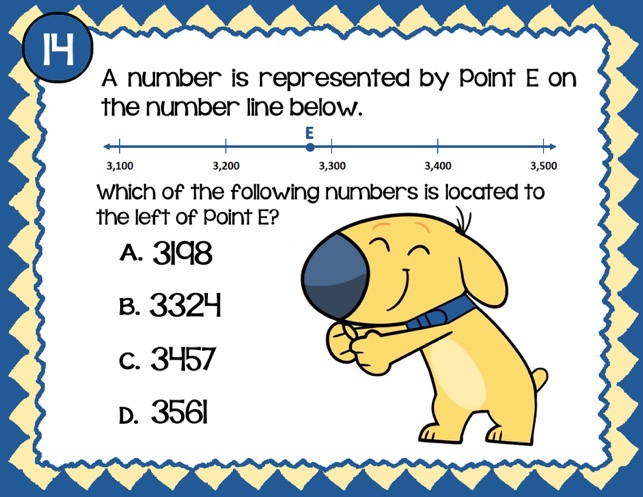 14
A number is represented by Point E on
the number line below.
E
3,100 3,200 3,300 3,400 3,500
Which of the following numbers is located to
the left of Point E?
A. 3198
B. 3324
C. 3457
D. 3561